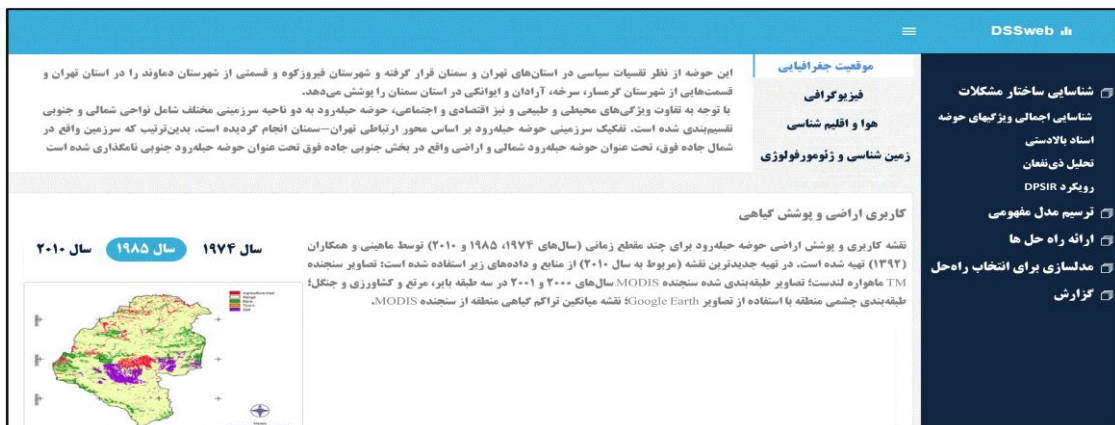 DSSweb
شناسایی ساختار مشکلات
شناسایی اجمالی ویژگیهای حوضه
اسناد بالادستی
تحلیل ذی‌نفعان
رویکرد DPSIR
ترسیم مدل مفهومی
ارائه راه حل ها
مدلسازی برای انتخاب راه‌حل
گزارش
موقعیت جغرافیایی
فیزیوگرافی
هوا و اقلیم شناسی
زمین شناسی و ژئومورفولوژی
این حوضه از نظر تقسیات سیاسی در استان‌های تهران و سمنان قرار گرفته و شهرستان فیروزکوه و قسمتی از شهرستان دماوند را در استان تهران و
قسمت‌هایی از شهرستان گرمسار، سرخه، آرادان و ایوانکی در استان سمنان را پوشش می‌دهد.
با توجه به تفاوت ویژگی‌های محیطی و طبیعی و نیز اقتصادی و اجتماعی، حوضه حبله‌رود به دو ناحیه سرزمینی مختلف شامل نواحی شمالی و جنوبی
تقسیم‌بندی شده است. تفکیک سرزمینی حوضه حبله‌رود بر اساس محور ارتباطی تهران–سمنان انجام گردیده است. بدین‌ترتیب که سرزمین واقع در
شمال جاده فوق، تحت عنوان حوضه حبله‌رود شمالی و اراضی واقع در بخش جنوبی جاده فوق تحت عنوان حوضه حبله‌رود جنوبی نامگذاری شده است
کاربری اراضی و پوشش گیاهی
نقشه کاربری و پوشش اراضی حوضه حبله‌رود برای چند مقطع زمانی (سال‌های ۱۹۷۴، ۱۹۸۵ و ۲۰۱۰) توسط ماهینی و همکاران
(۱۳۹۲) تهیه شده است. در تهیه جدیدترین نقشه (مربوط به سال ۲۰۱۰) از منابع و داده‌های زیر استفاده شده است: تصاویر سنجنده
TM ماهواره لندست؛ تصاویر طبقه‌بندی شده سنجنده MODIS سال‌های ۲۰۰۰ و ۲۰۰۱ در سه طبقه بایر، مرتع و کشاورزی و جنگل؛
طبقه‌بندی چشمی منطقه با استفاده از تصاویر Google Earth؛ نقشه میانگین تراکم گیاهی منطقه از سنجنده MODIS.
سال ۱۹۷۴
سال ۱۹۸۵
سال ۲۰۱۰